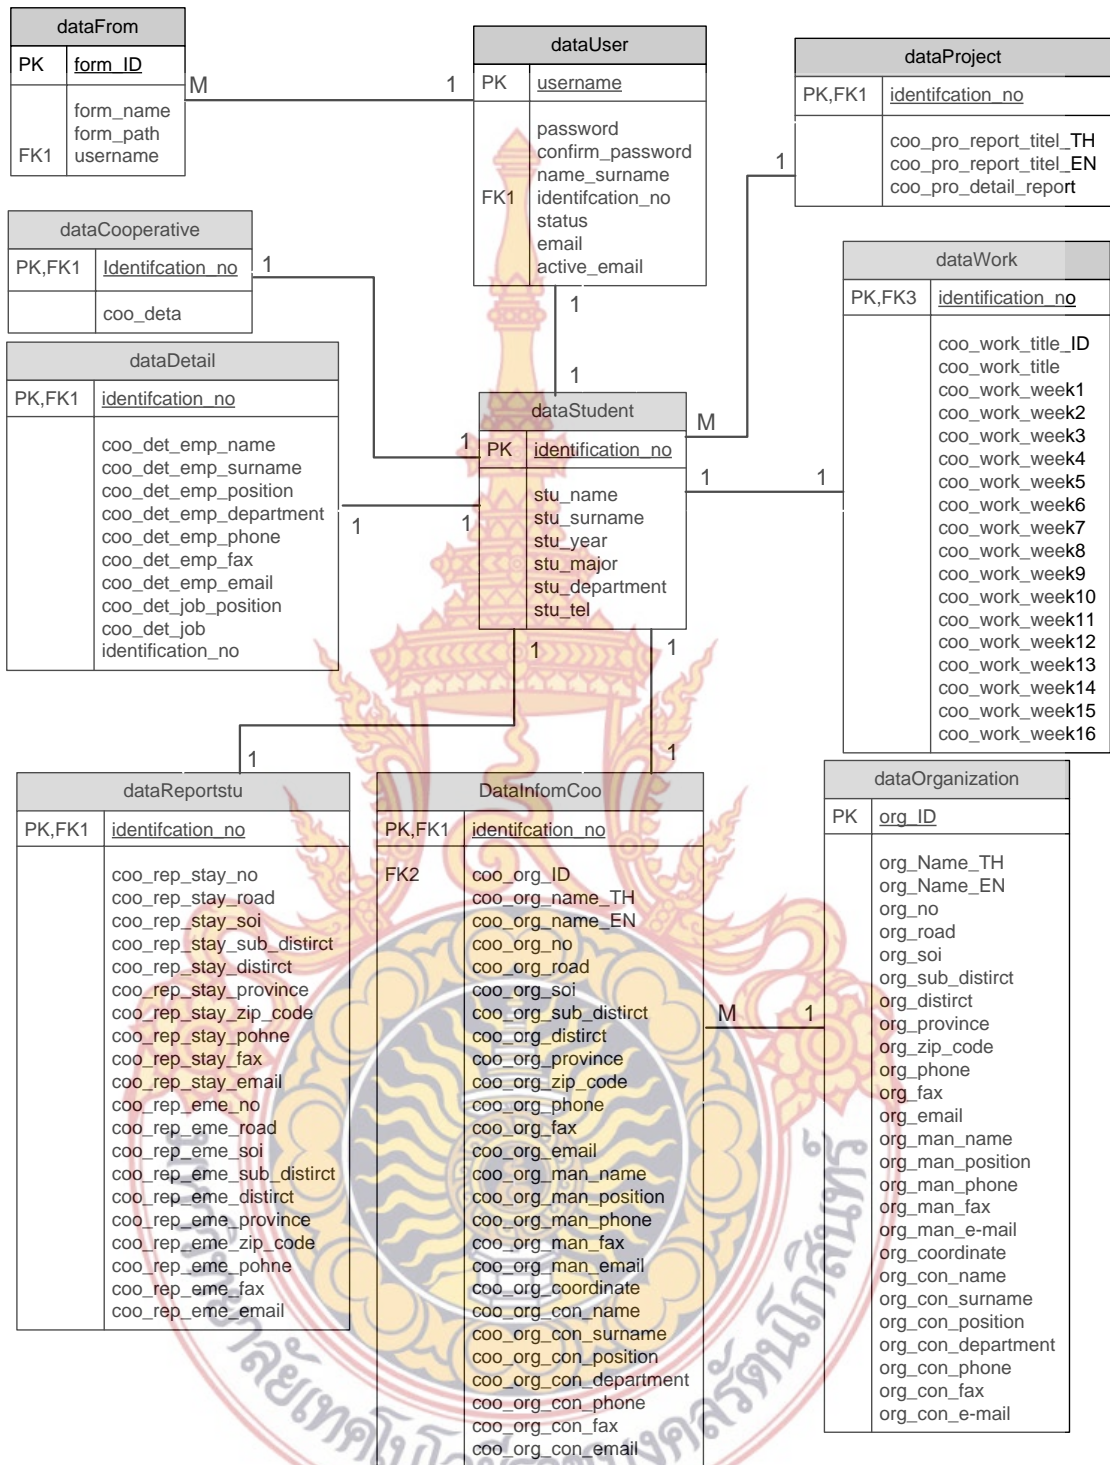 dataFrom
PK form_ID
form_name
form_path
FK1 username
M 1
dataUser
PK username
password
confirm_password
name_surname
FK1 identifcation_no
status
email
active_email
dataProject
PK,FK1 identifcation_no
coo_pro_report_titel_TH
coo_pro_report_titel_EN
coo_pro_detail_report
1
dataCooperative
PK,FK1 Identifcation_no
coo_deta
1
1
1
dataWork
PK,FK3 identification_no
coo_work_title_ID
coo_work_title
coo_work_week1
coo_work_week2
coo_work_week3
coo_work_week4
coo_work_week5
coo_work_week6
coo_work_week7
coo_work_week8
coo_work_week9
coo_work_week10
coo_work_week11
coo_work_week12
coo_work_week13
coo_work_week14
coo_work_week15
coo_work_week16
dataDetail
PK,FK1 identifcation_no
coo_det_emp_name
coo_det_emp_surname
coo_det_emp_position
coo_det_emp_department
coo_det_emp_phone
coo_det_emp_fax
coo_det_emp_email
coo_det_job_position
coo_det_job
identification_no
dataStudent
PK identification_no
stu_name
stu_surname
stu_year
stu_major
stu_department
stu_tel
M
1
1 1
1 1
1 1
1 1
dataReportstu
PK,FK1 identifcation_no
coo_rep_stay_no
coo_rep_stay_road
coo_rep_stay_soi
coo_rep_stay_sub_distirct
coo_rep_stay_distirct
coo_rep_stay_province
coo_rep_stay_zip_code
coo_rep_stay_pohne
coo_rep_stay_fax
coo_rep_stay_email
coo_rep_eme_no
coo_rep_eme_road
coo_rep_eme_soi
coo_rep_eme_sub_distirct
coo_rep_eme_distirct
coo_rep_eme_province
coo_rep_eme_zip_code
coo_rep_eme_pohne
coo_rep_eme_fax
coo_rep_eme_email
DataInfomCoo
PK,FK1 identifcation_no
FK2 coo_org_ID
coo_org_name_TH
coo_org_name_EN
coo_org_no
coo_org_road
coo_org_soi
coo_org_sub_distirct
coo_org_distirct
coo_org_province
coo_org_zip_code
coo_org_phone
coo_org_fax
coo_org_email
coo_org_man_name
coo_org_man_position
coo_org_man_phone
coo_org_man_fax
coo_org_man_email
coo_org_coordinate
coo_org_con_name
coo_org_con_surname
coo_org_con_position
coo_org_con_department
coo_org_con_phone
coo_org_con_fax
coo_org_con_email
M 1
dataOrganization
PK org_ID
org_Name_TH
org_Name_EN
org_no
org_road
org_soi
org_sub_distirct
org_distirct
org_province
org_zip_code
org_phone
org_fax
org_email
org_man_name
org_man_position
org_man_phone
org_man_fax
org_man_e-mail
org_coordinate
org_con_name
org_con_surname
org_con_position
org_con_department
org_con_phone
org_con_fax
org_con_e-mail